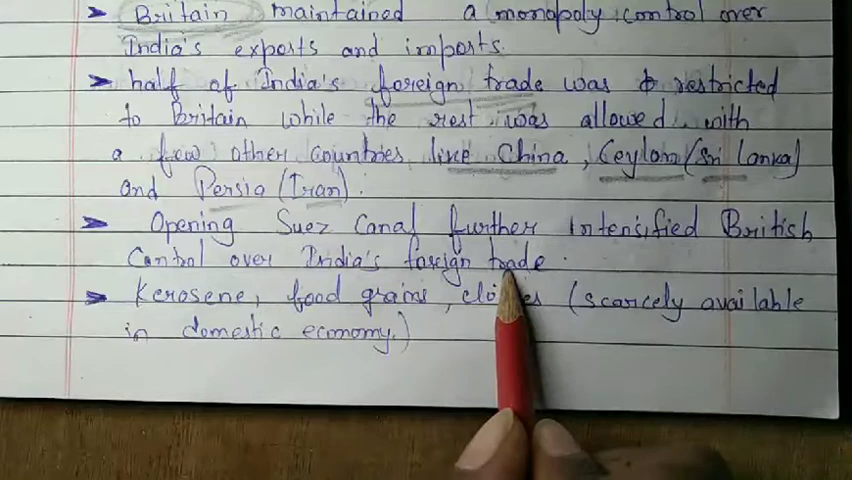 ➤ Britain maintained a monopoly control over
India's exports and imports.
➤ half of India's foreign trade was restricted
to Britain while the rest was allowed with
a few other countries like China, Ceylon/(Sri Lanka)
and Persia (Iran).
➤ Opening Suez Canal further Intensified British
Control over India's foreign trade.
➤ Kerosene, food grains, (scarcely available
in domestic economy.)